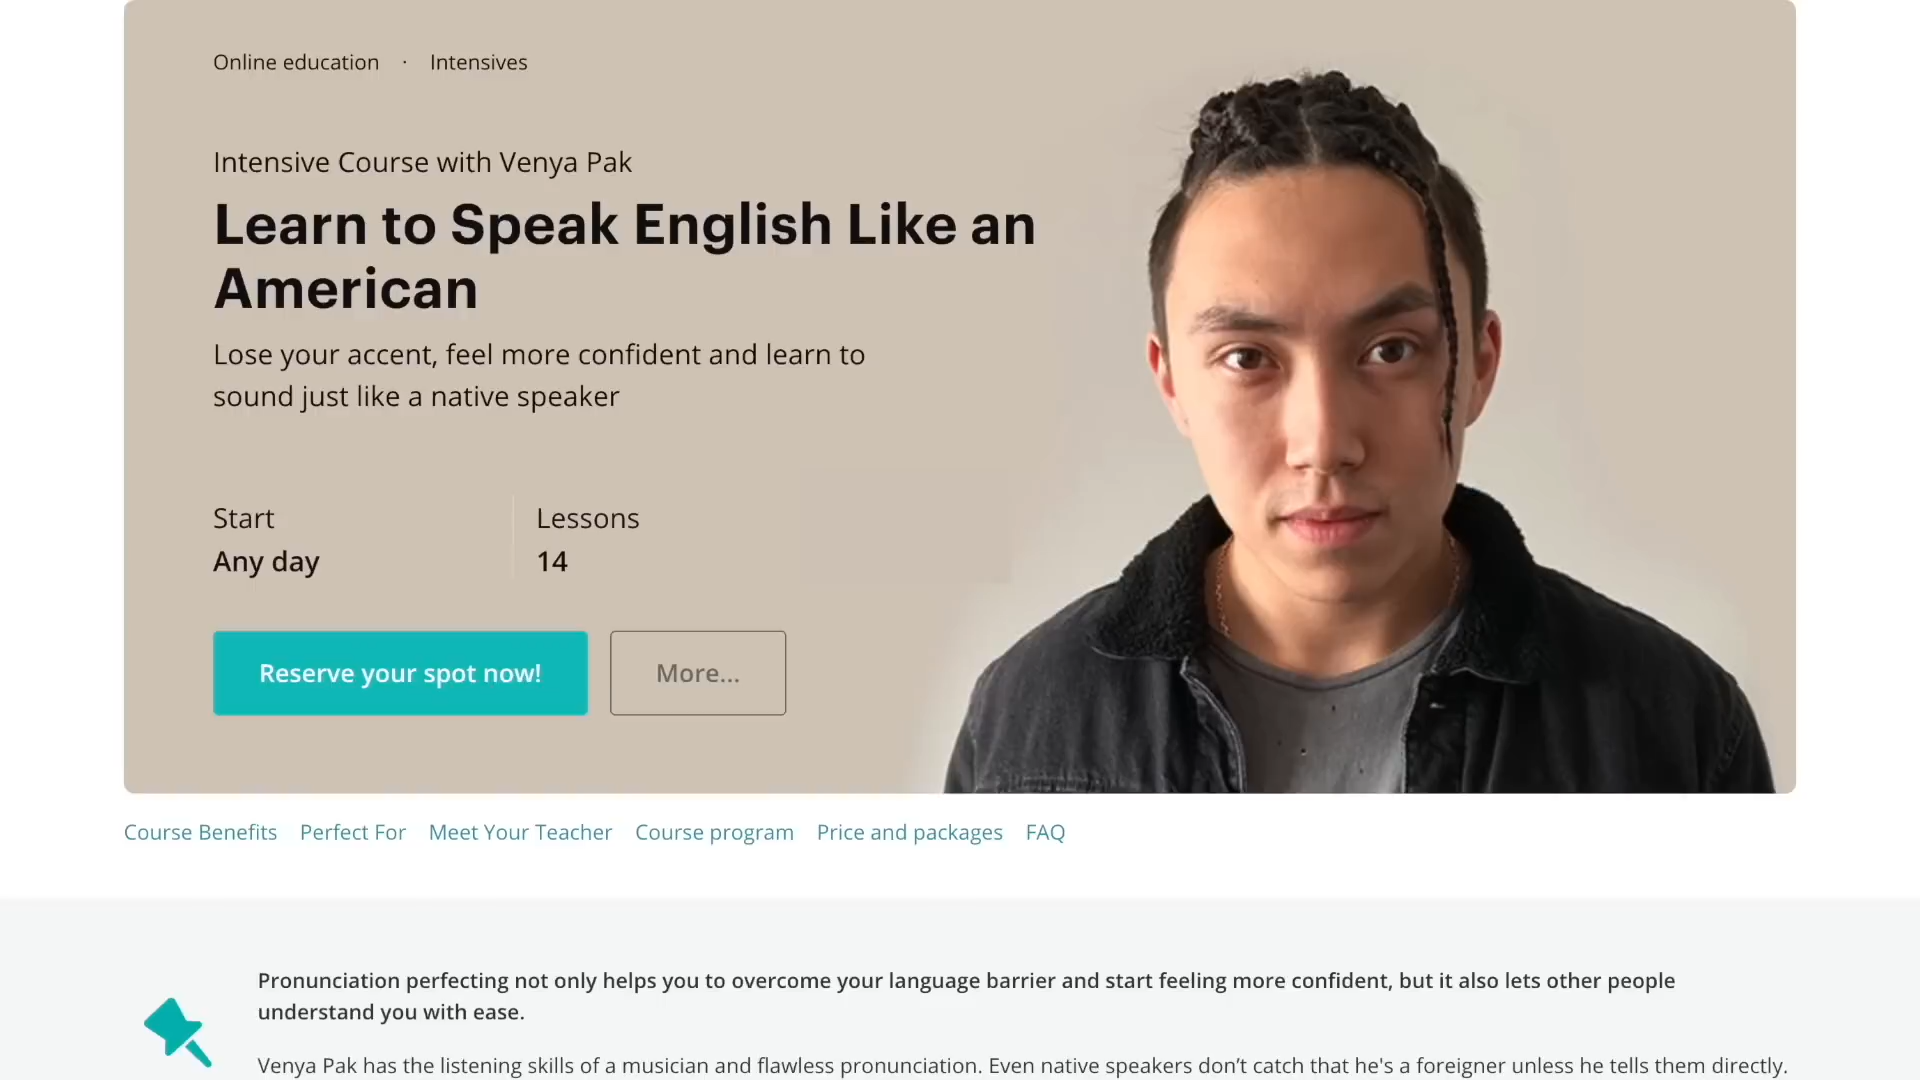 Online education · Intensives
Intensive Course with Venya Pak
Learn to Speak English Like an
American
Lose your accent, feel more confident and learn to
sound just like a native speaker
Start
Any day
Lessons
14
Reserve your spot now!
More...
Course Benefits Perfect For Meet Your Teacher Course program Price and packages FAQ
Pronunciation perfecting not only helps you to overcome your language barrier and start feeling more confident, but it also lets other people
understand you with ease.
Venya Pak has the listening skills of a musician and flawless pronunciation. Even native speakers don’t catch that he's a foreigner unless he tells them directly.